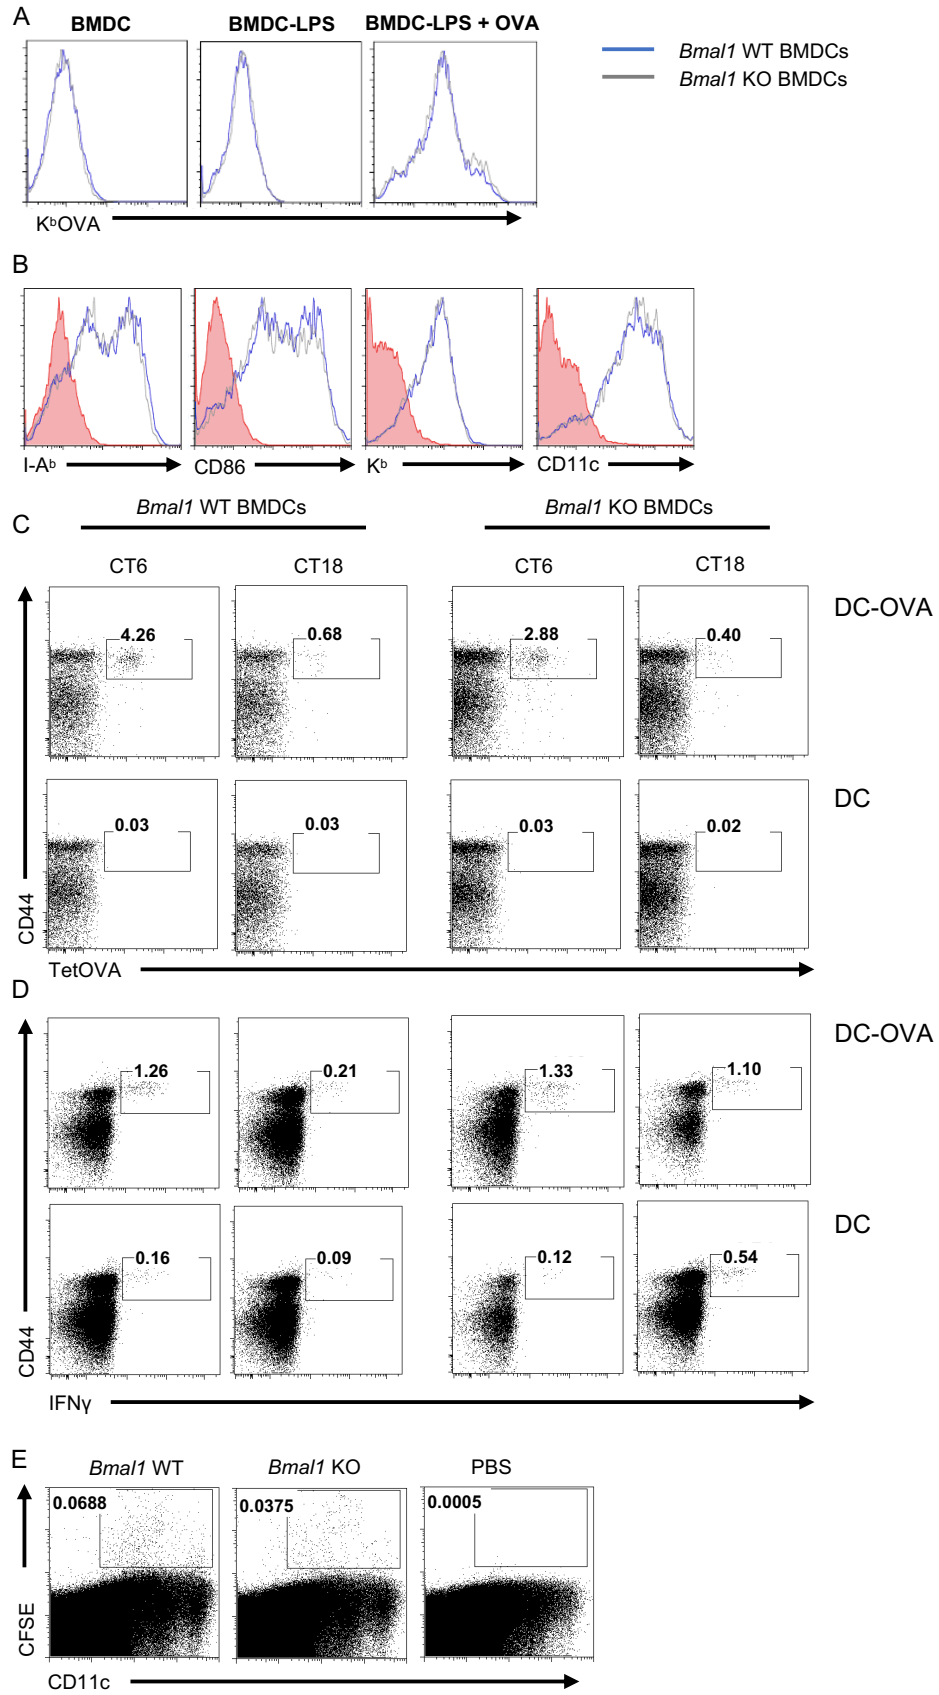 A
BMDC BMDC-LPS BMDC-LPS + OVA
Bmal1 WT BMDCs
Bmal1 KO BMDCs
KᵇOVA
B
I-Aᵇ CD86 Kᵇ CD11c
C
Bmal1 WT BMDCs Bmal1 KO BMDCs
CT6 CT18 CT6 CT18
4.26 0.68 2.88 0.40 DC-OVA
0.03 0.03 0.03 0.02 DC
CD44
TetOVA
D
1.26 0.21 1.33 1.10 DC-OVA
0.16 0.09 0.12 0.54 DC
CD44
IFNγ
E
Bmal1 WT Bmal1 KO PBS
0.0688 0.0375 0.0005
CFSE
CD11c